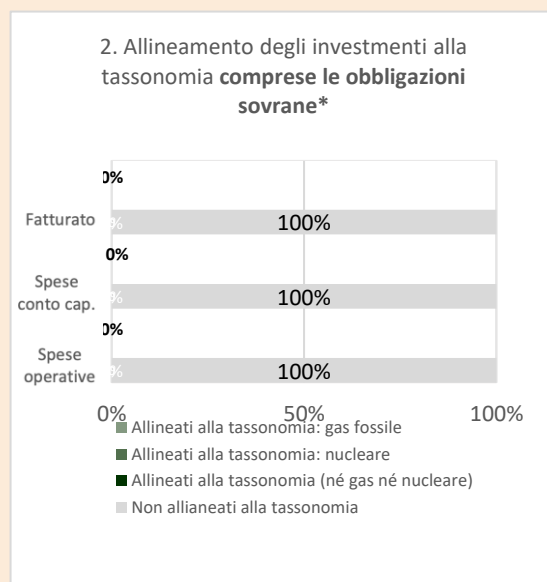 2. Allineamento degli investmenti alla
tassonomia comprese le obbligazioni
sovrane*
0%
Fatturato
100%
0%
Spese
conto cap.
100%
0%
Spese
operative
100%
0%
50%
100%
Allineati alla tassonomia: gas fossile
Allineati alla tassonomia: nucleare
Allineati alla tassonomia (né gas né nucleare)
Non allianeati alla tassonomia